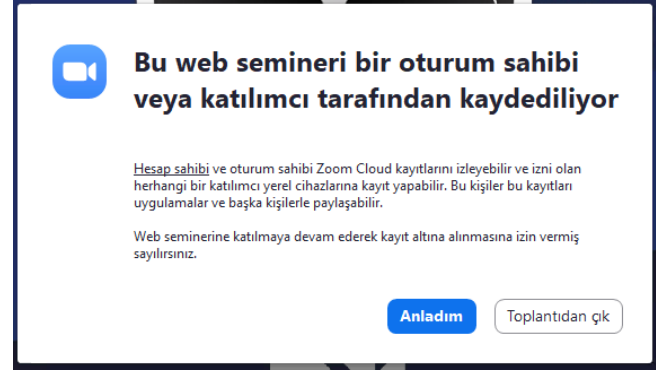 Bu web semineri bir oturum sahibi
veya katılımcı tarafından kaydediliyor
Hesap sahibi ve oturum sahibi Zoom Cloud kayıtlarını izleyebilir ve izni olan
herhangi bir katılımcı yerel cihazlarına kayıt yapabilir. Bu kişiler bu kayıtları
uygulamalar ve başka kişilerle paylaşabilir.
Web seminerine katılmaya devam ederek kayıt altına alınmasına izin vermiş
sayılırsınız.
Anladım
Toplantıdan çık